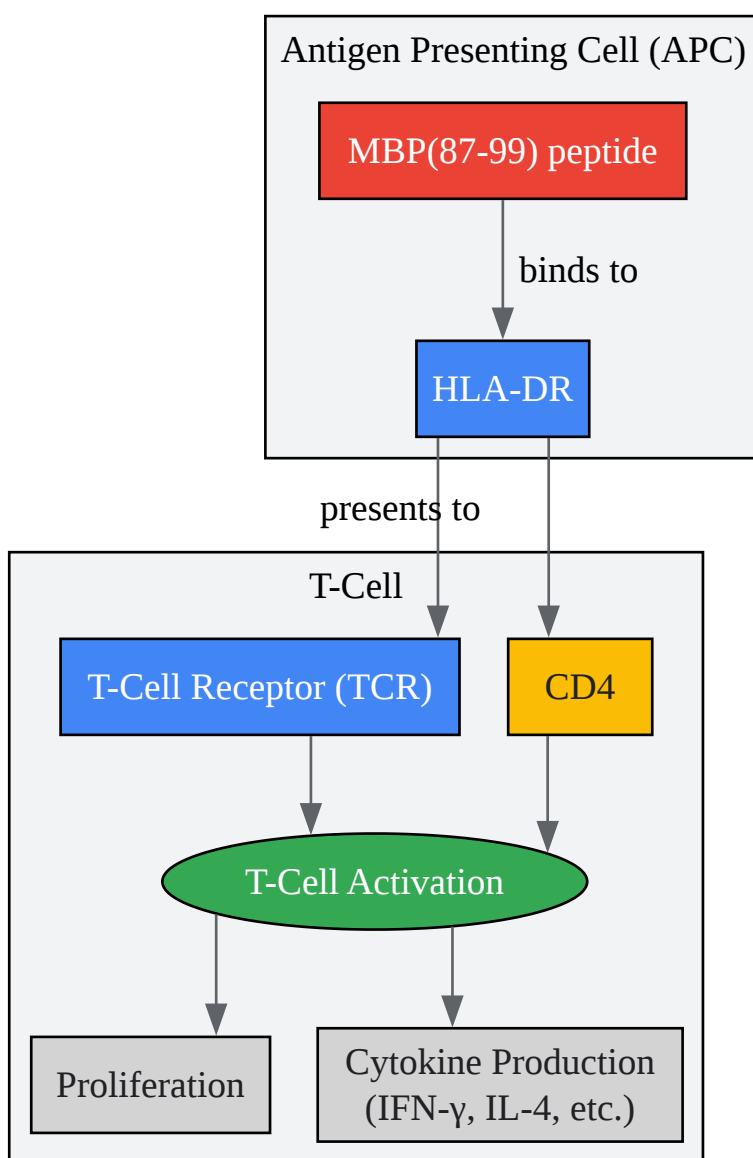 Antigen Presenting Cell (APC)
MBP(87-99) peptide
binds to
HLA-DR
presents to
T-Cell
T-Cell Receptor (TCR)
CD4
T-Cell Activation
Proliferation
Cytokine Production
(IFN-γ, IL-4, etc.)